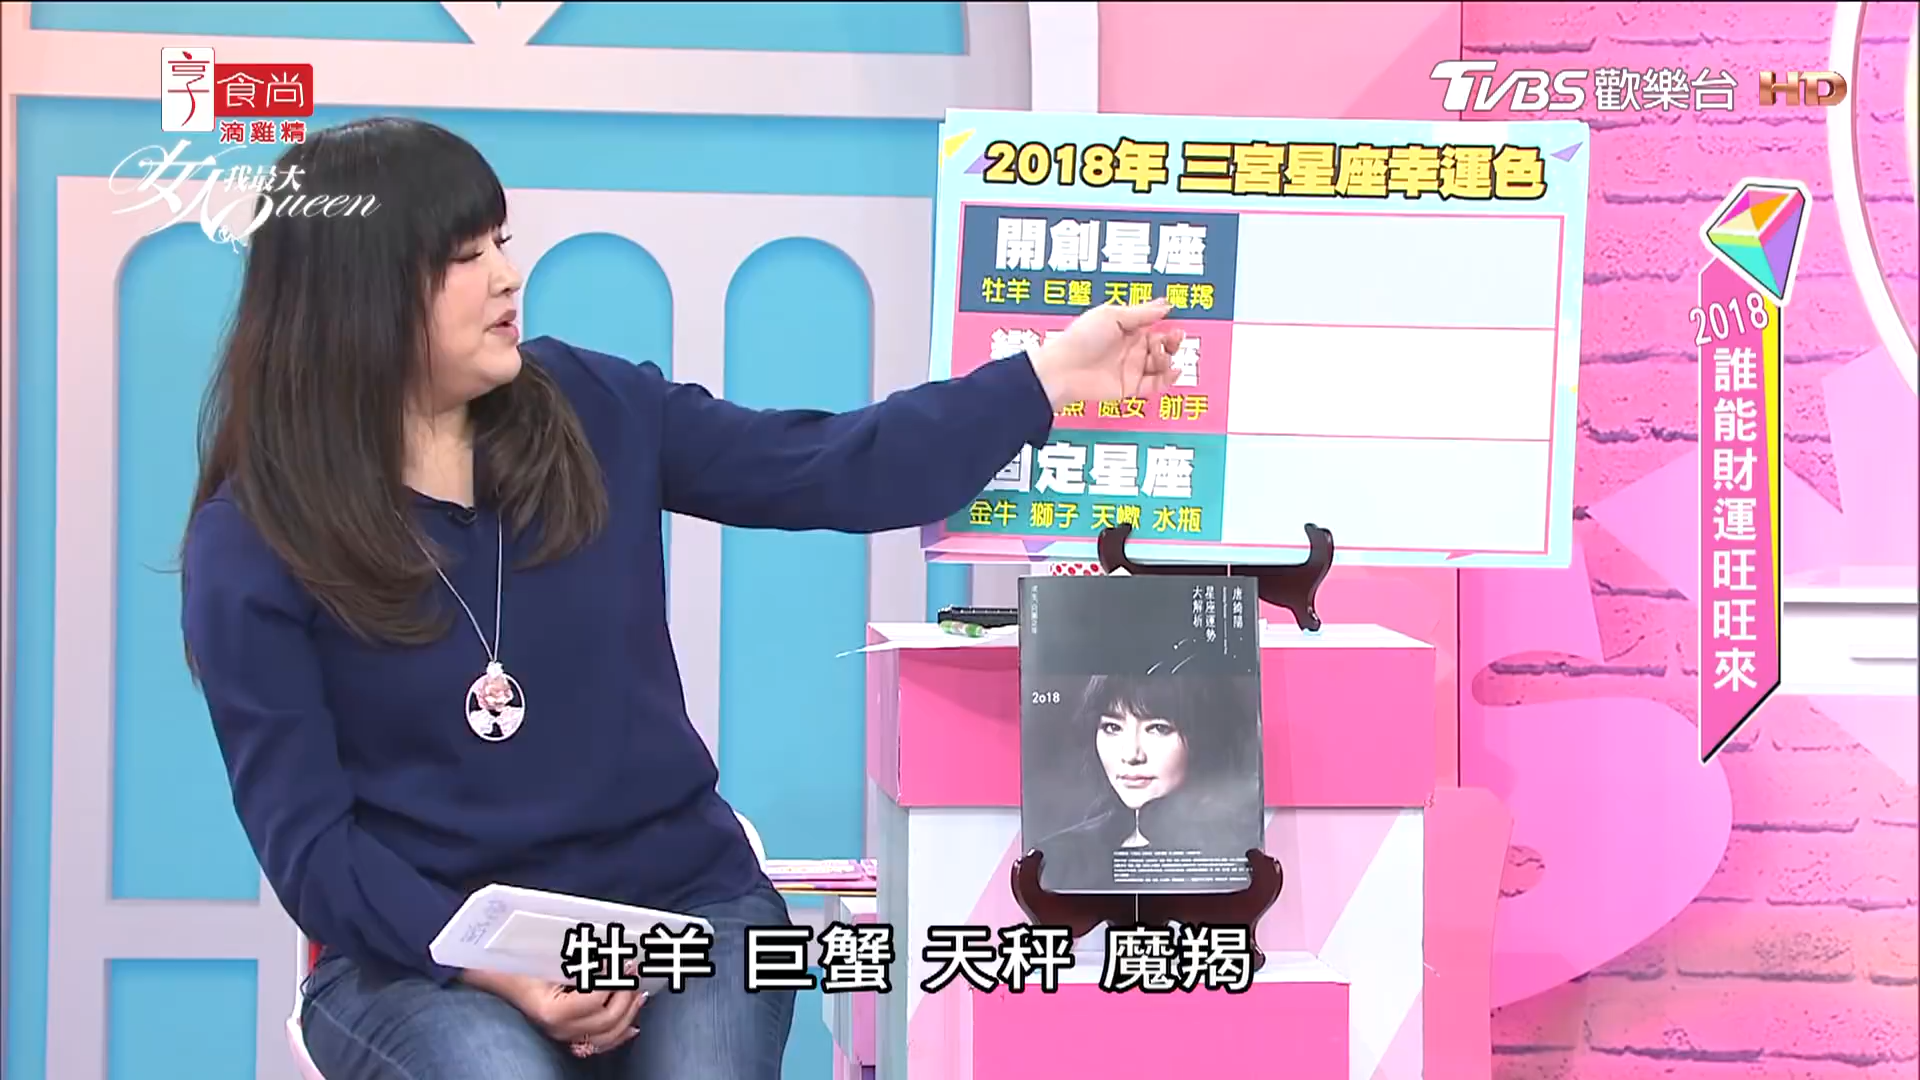 享
食尚
滴雞精
女人我最大
Queen
TVBS歡樂台 HD
2018年 三宮星座幸運色
開創星座
牡羊 巨蟹 天秤 魔羯
處女 射手
定星座
金牛 獅子 天蠍 水瓶
2018
誰能財運旺旺來
唐綺陽
星座運勢
大解析
2018
牡羊 巨蟹 天秤 魔羯